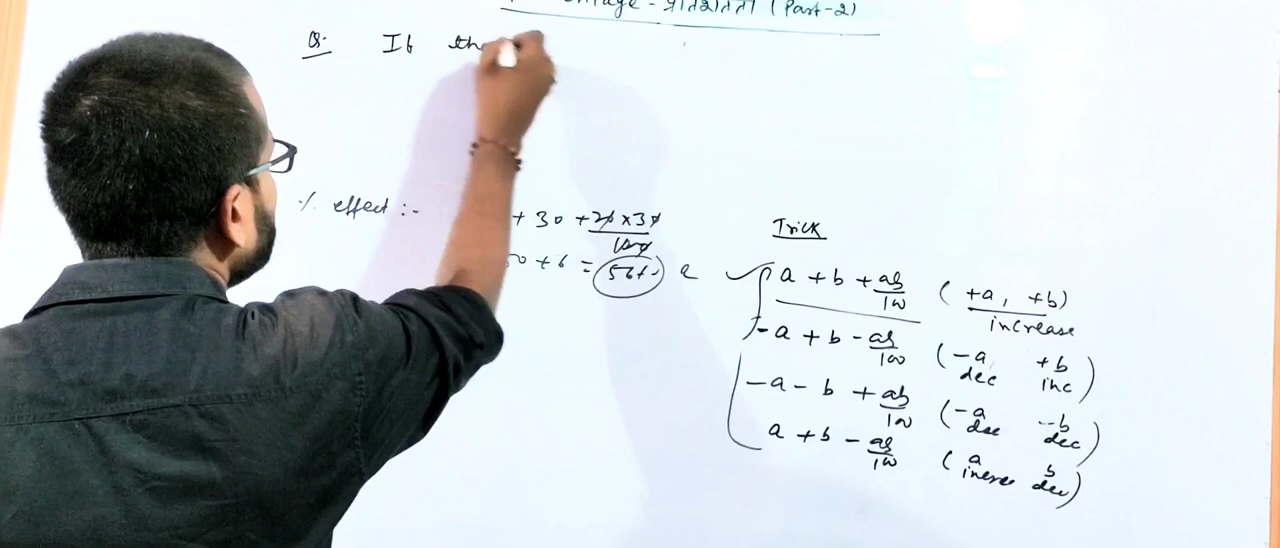 प्रतिशतता (Part-2)
Q. If the
% effect :-
+ 30 + 20 x 30
100
+ 6 = 56%
Trick
a + b + ab/100 ( +a, +b) increase
-a + b - ab/100 (-a dec +b inc)
-a - b + ab/100 (-a dec -b dec)
a + b - ab/100 (a incre b dec)